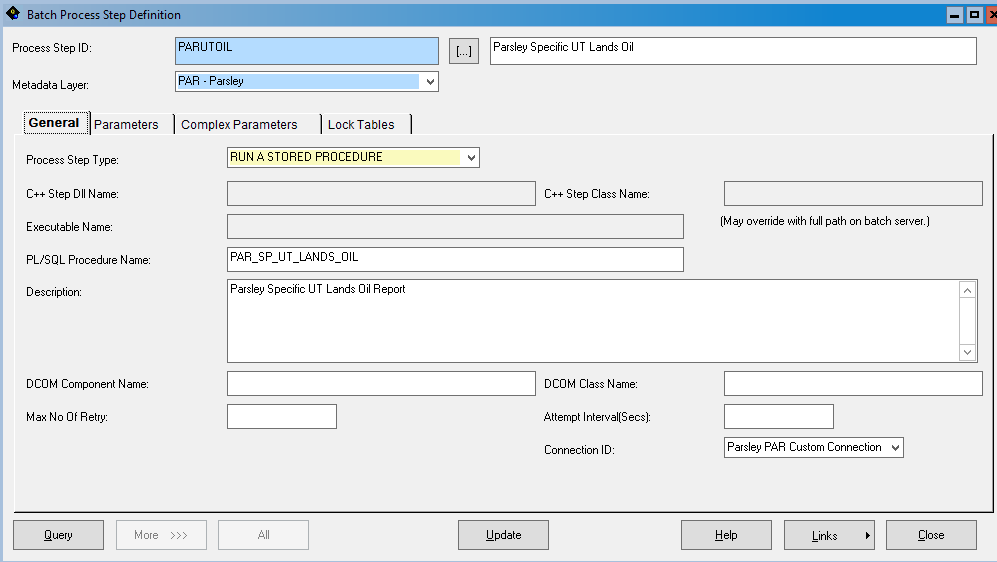 Batch Process Step Definition
Process Step ID: PARUTOIL [...] Parsley Specific UT Lands Oil
Metadata Layer: PAR - Parsley
General Parameters Complex Parameters Lock Tables
Process Step Type: RUN A STORED PROCEDURE
C++ Step Dll Name: C++ Step Class Name:
Executable Name: (May override with full path on batch server.)
PL/SQL Procedure Name: PAR_SP_UT_LANDS_OIL
Description: Parsley Specific UT Lands Oil Report
DCOM Component Name: DCOM Class Name:
Max No Of Retry: Attempt Interval(Secs):
Connection ID: Parsley PAR Custom Connection
Query More >>> All Update Help Links Close